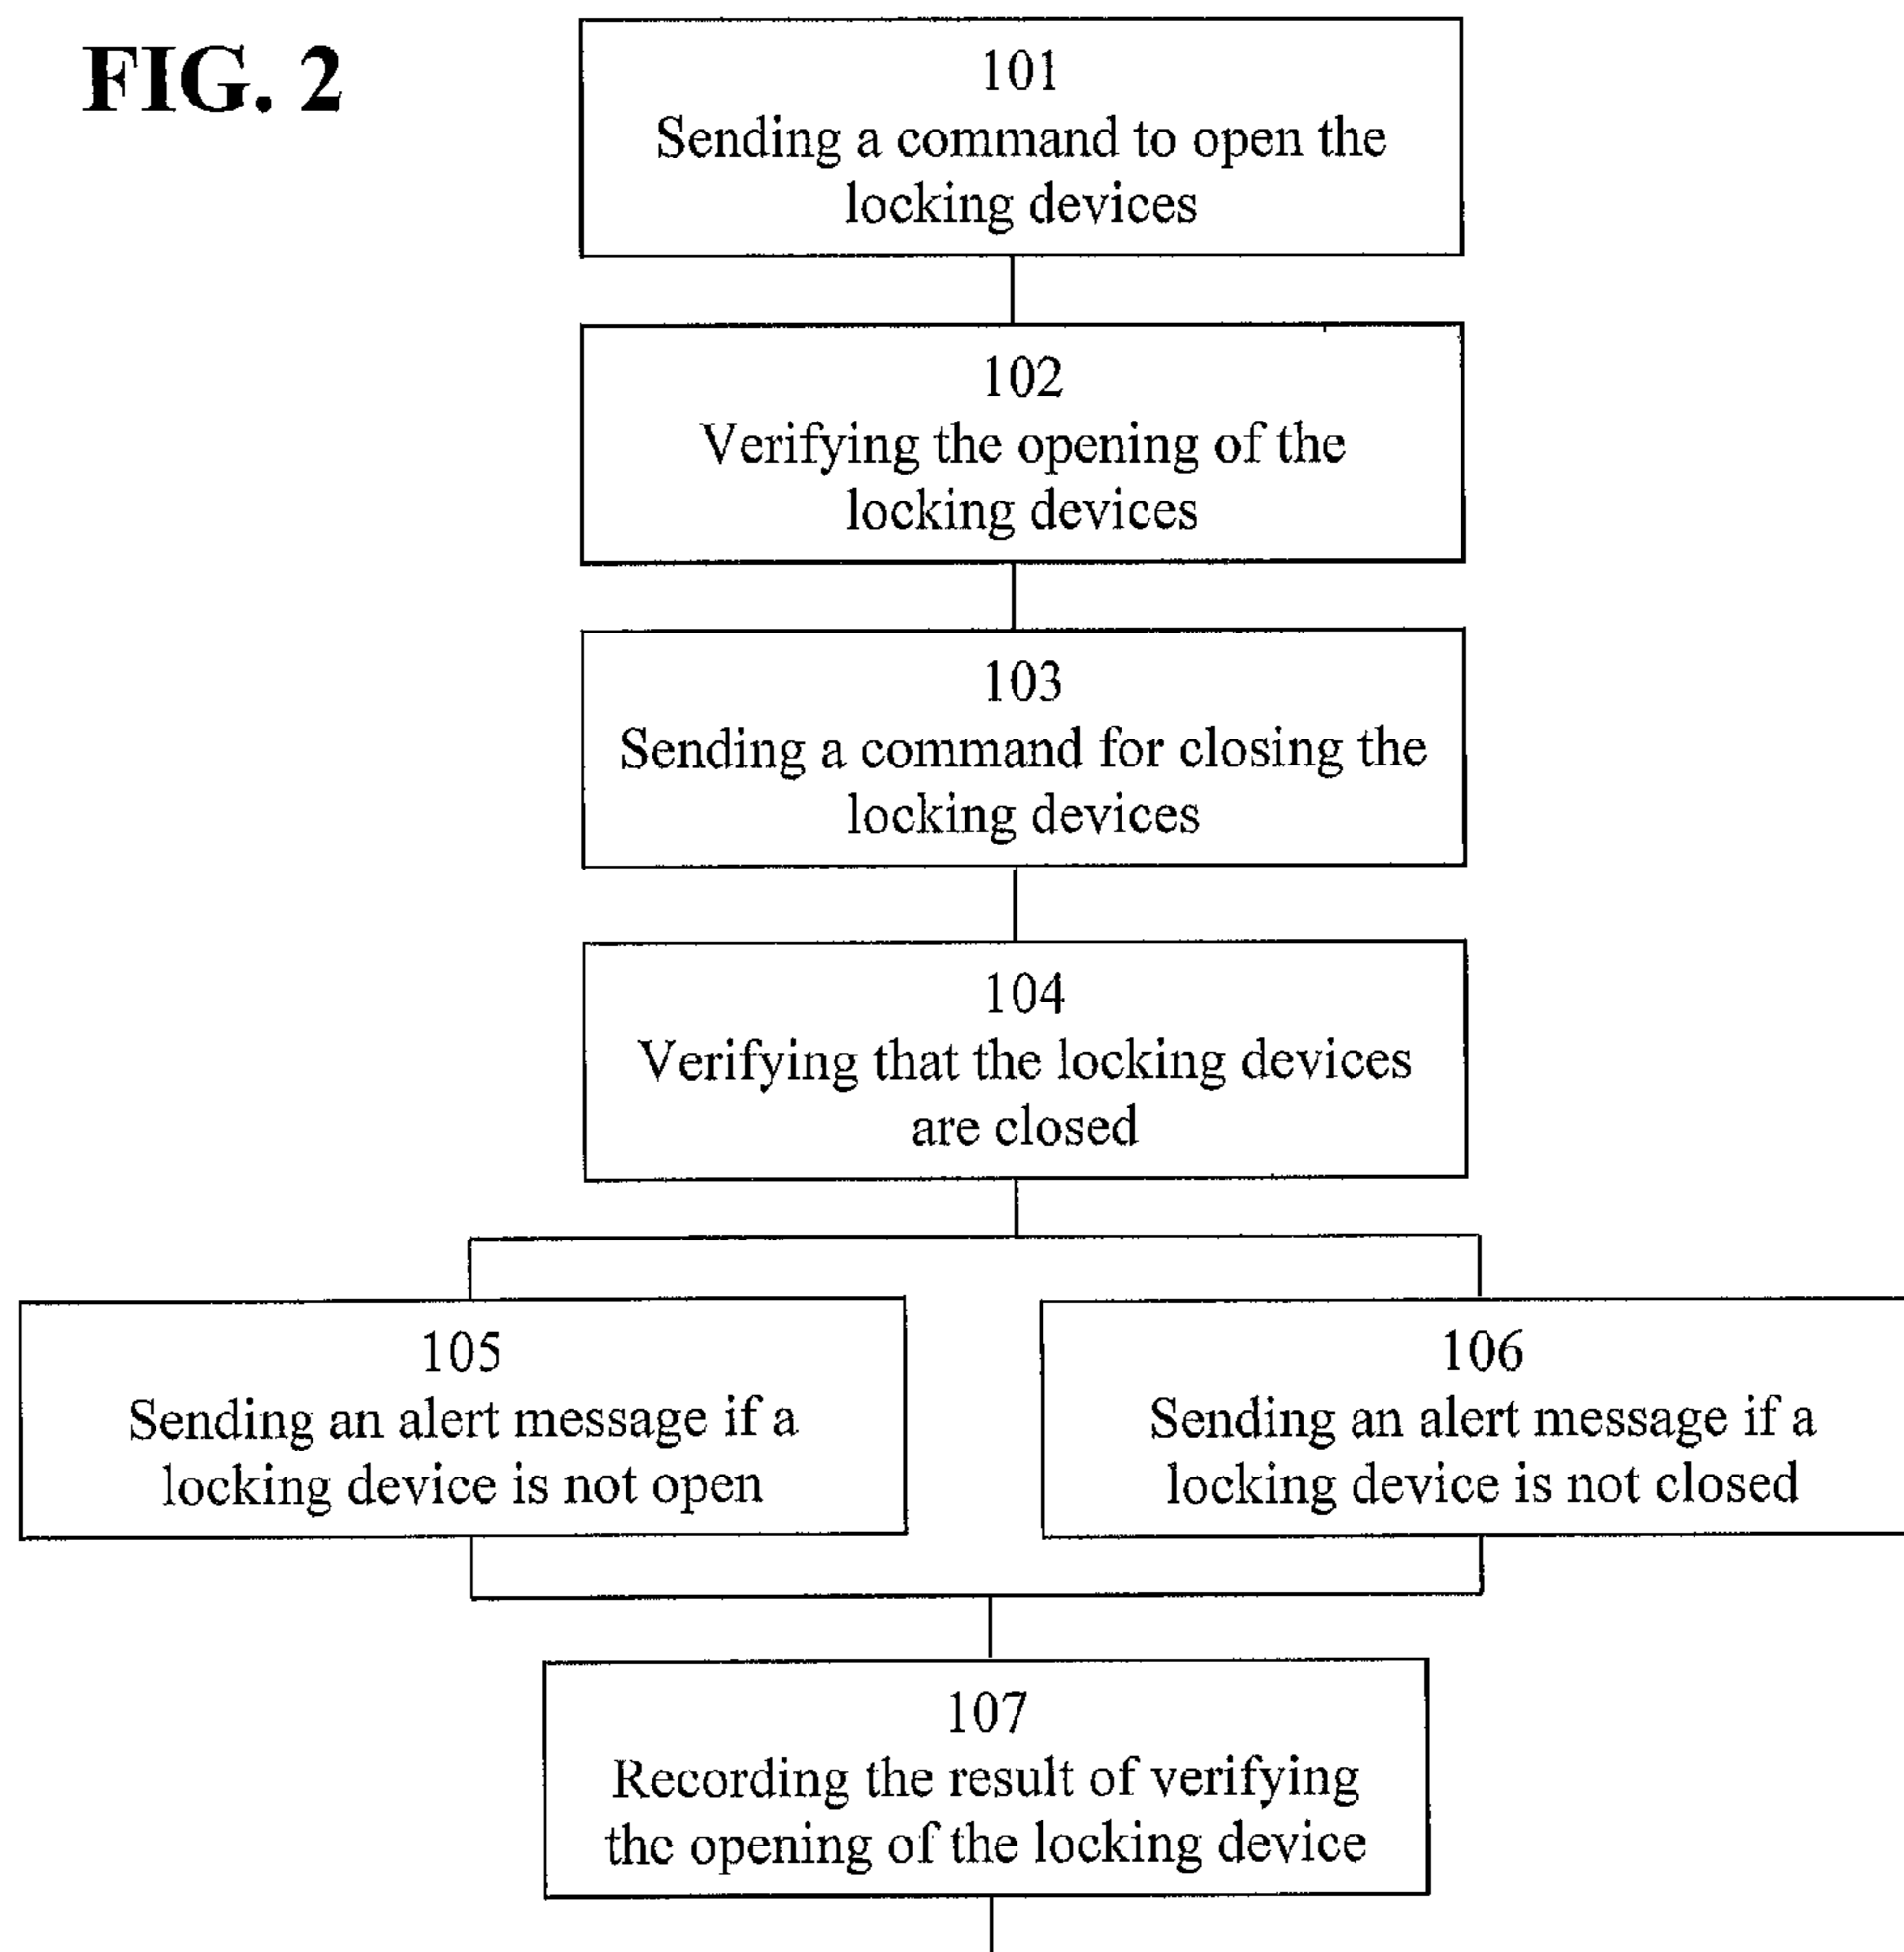 FIG. 2
101
Sending a command to open the
locking devices
102
Verifying the opening of the
locking devices
103
Sending a command for closing the
locking devices
104
Verifying that the locking devices
are closed
105
Sending an alert message if a
locking device is not open
106
Sending an alert message if a
locking device is not closed
107
Recording the result of verifying
the opening of the locking device